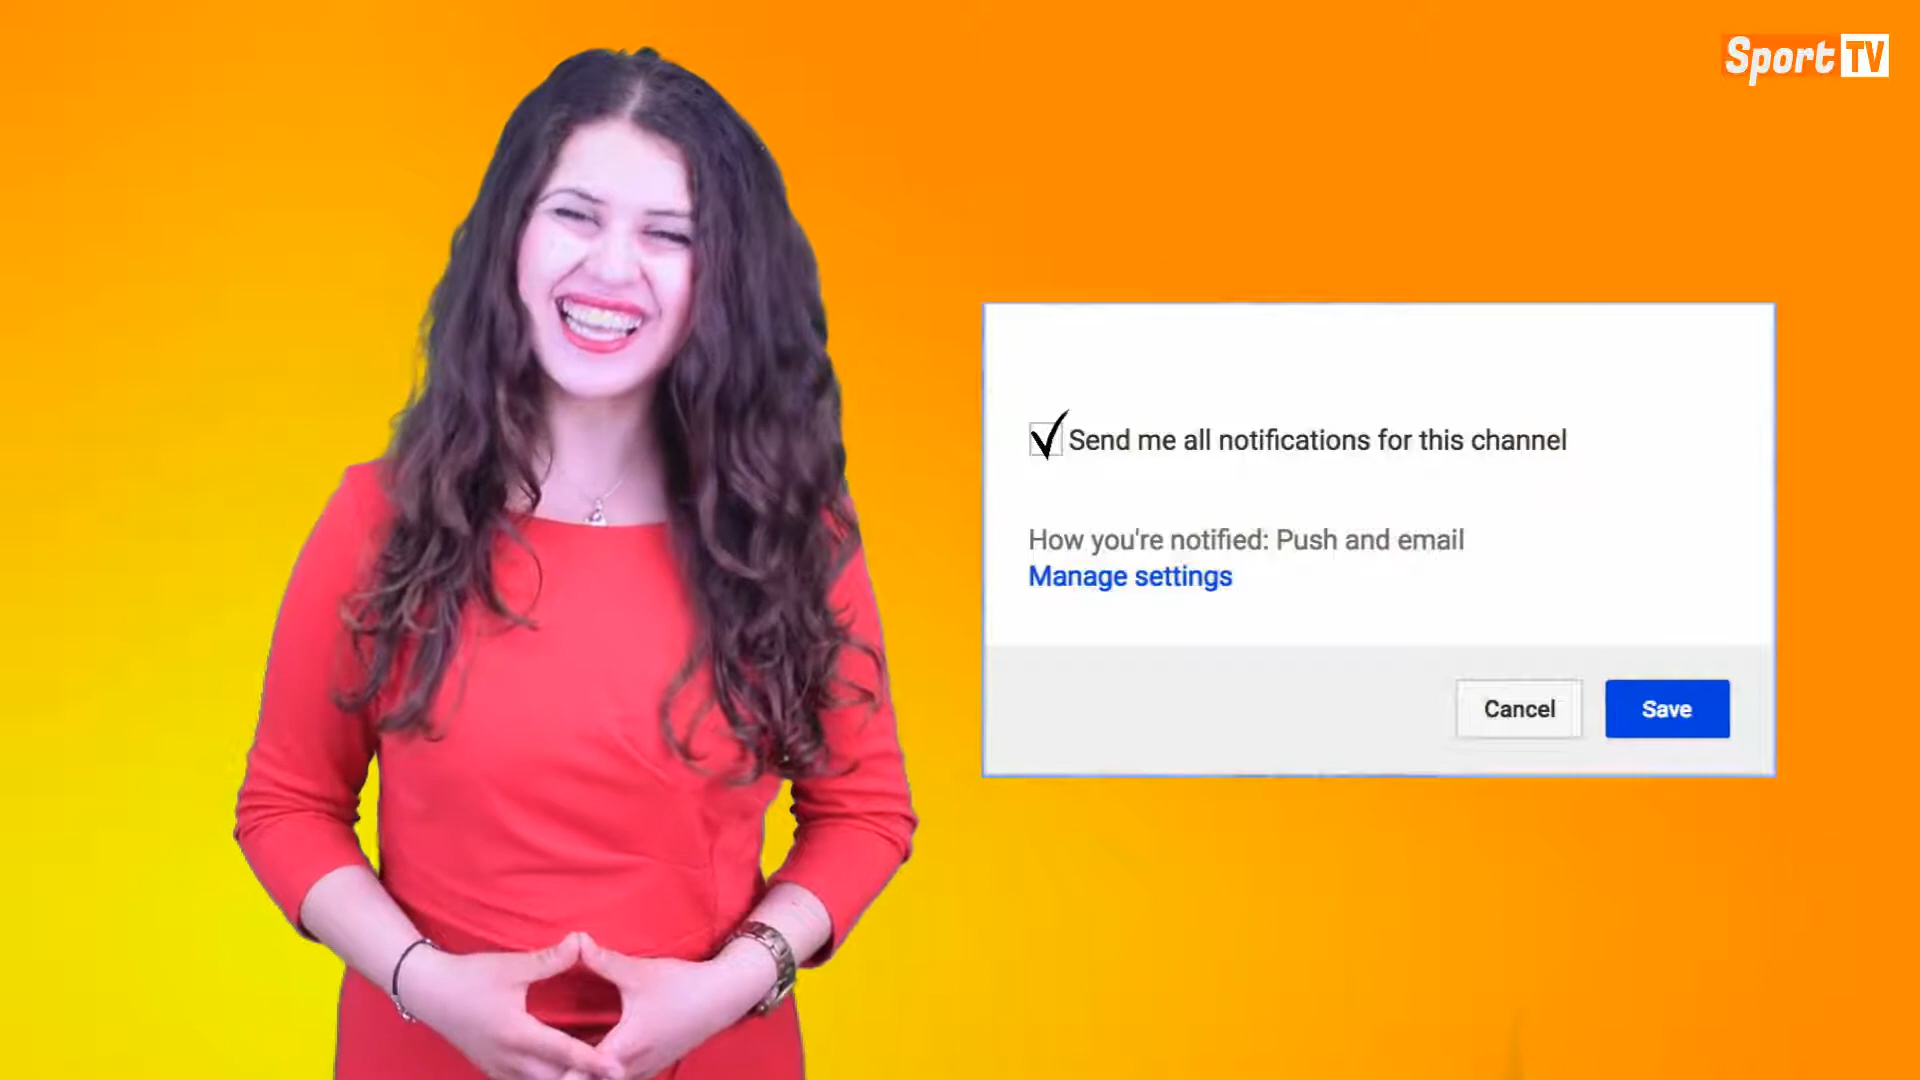 Sport TV
Send me all notifications for this channel
How you're notified: Push and email
Manage settings
Cancel
Save